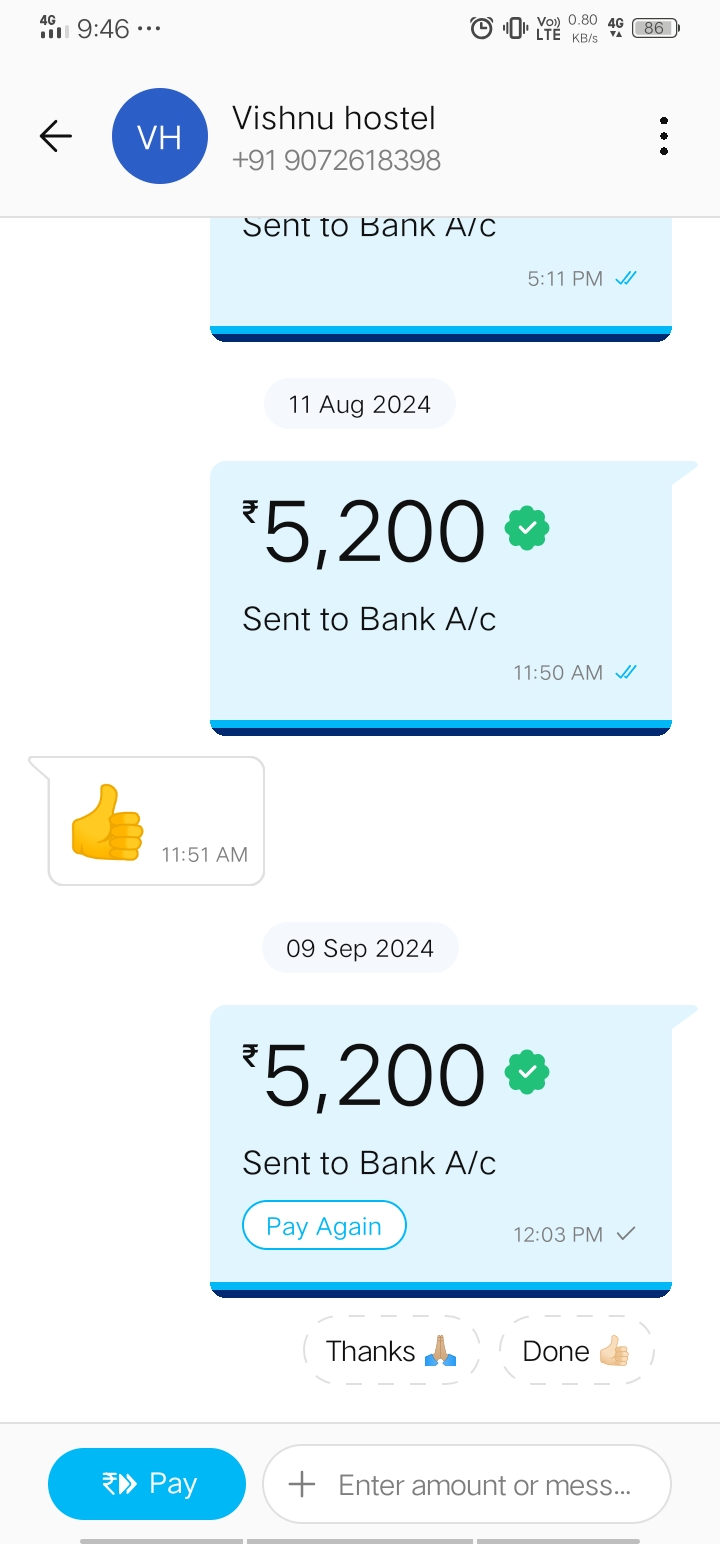 4G 9:46 ... Vo)) LTE 0.80 KB/s 4G 86
VH Vishnu hostel
+91 9072618398
Sent to Bank A/c
5:11 PM
11 Aug 2024
₹5,200
Sent to Bank A/c
11:50 AM
11:51 AM
09 Sep 2024
₹5,200
Sent to Bank A/c
Pay Again 12:03 PM
Thanks Done
₹ Pay + Enter amount or mess...